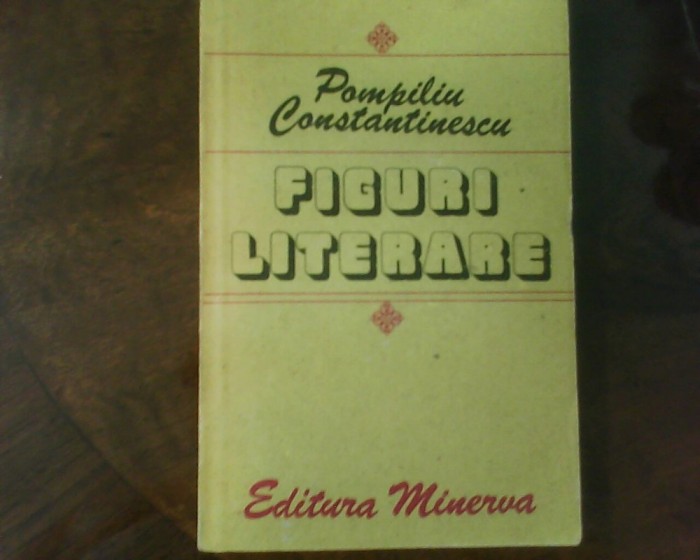 Pompiliu
Constantinescu
FIGURI
LITERARE
Editura Minerva